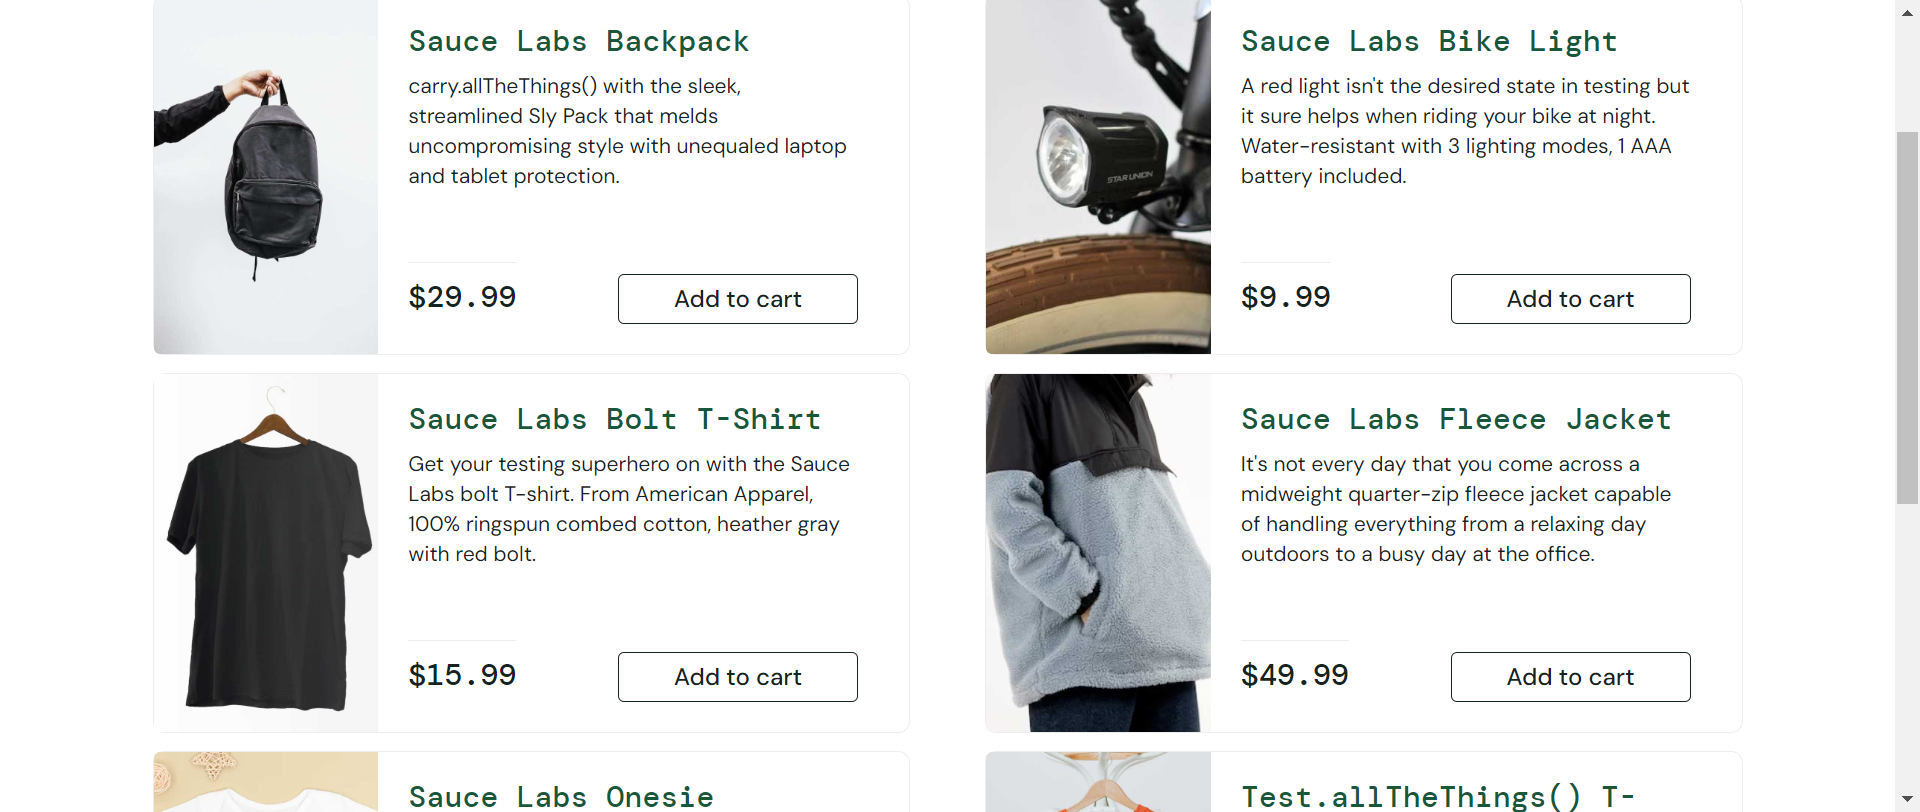 Sauce Labs Backpack
carry.allTheThings() with the sleek,
streamlined Sly Pack that melds
uncompromising style with unequaled laptop
and tablet protection.
$29.99
Add to cart
Sauce Labs Bike Light
A red light isn't the desired state in testing but
it sure helps when riding your bike at night.
Water-resistant with 3 lighting modes, 1 AAA
battery included.
STAR UNION
$9.99
Add to cart
Sauce Labs Bolt T-Shirt
Get your testing superhero on with the Sauce
Labs bolt T-shirt. From American Apparel,
100% ringspun combed cotton, heather gray
with red bolt.
$15.99
Add to cart
Sauce Labs Fleece Jacket
It's not every day that you come across a
midweight quarter-zip fleece jacket capable
of handling everything from a relaxing day
outdoors to a busy day at the office.
$49.99
Add to cart
Sauce Labs Onesie
Test.allTheThings() T-